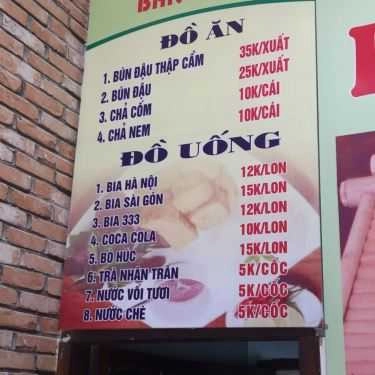 ĐỒ ĂN
1. BÚN ĐẬU THẬP CẨM 35K/XUẤT
2. BÚN ĐẬU 25K/XUẤT
3. CHẢ CỐM 10K/CÁI
4. CHẢ NEM 10K/CÁI
ĐỒ UỐNG
1. BIA HÀ NỘI 12K/LON
2. BIA SÀI GÒN 15K/LON
3. BIA 333 12K/LON
4. COCA COLA 10K/LON
5. BÒ HÚC 15K/LON
6. TRÀ NHÂN TRẦN 5K/CỐC
7. NƯỚC VỐI TƯƠI 5K/CỐC
8. NƯỚC CHÈ 5K/CỐC